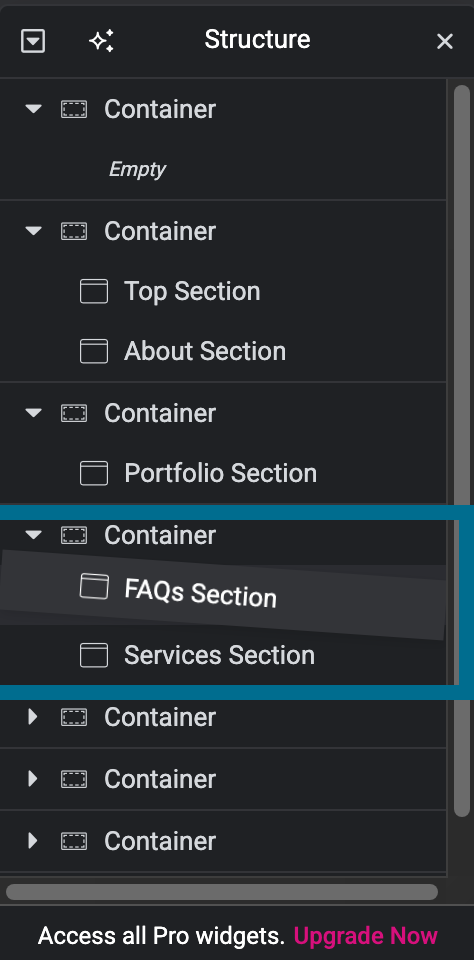 Structure
Container
Empty
Container
Top Section
About Section
Container
Portfolio Section
Container
FAQs Section
Services Section
Container
Container
Container
Access all Pro widgets. Upgrade Now